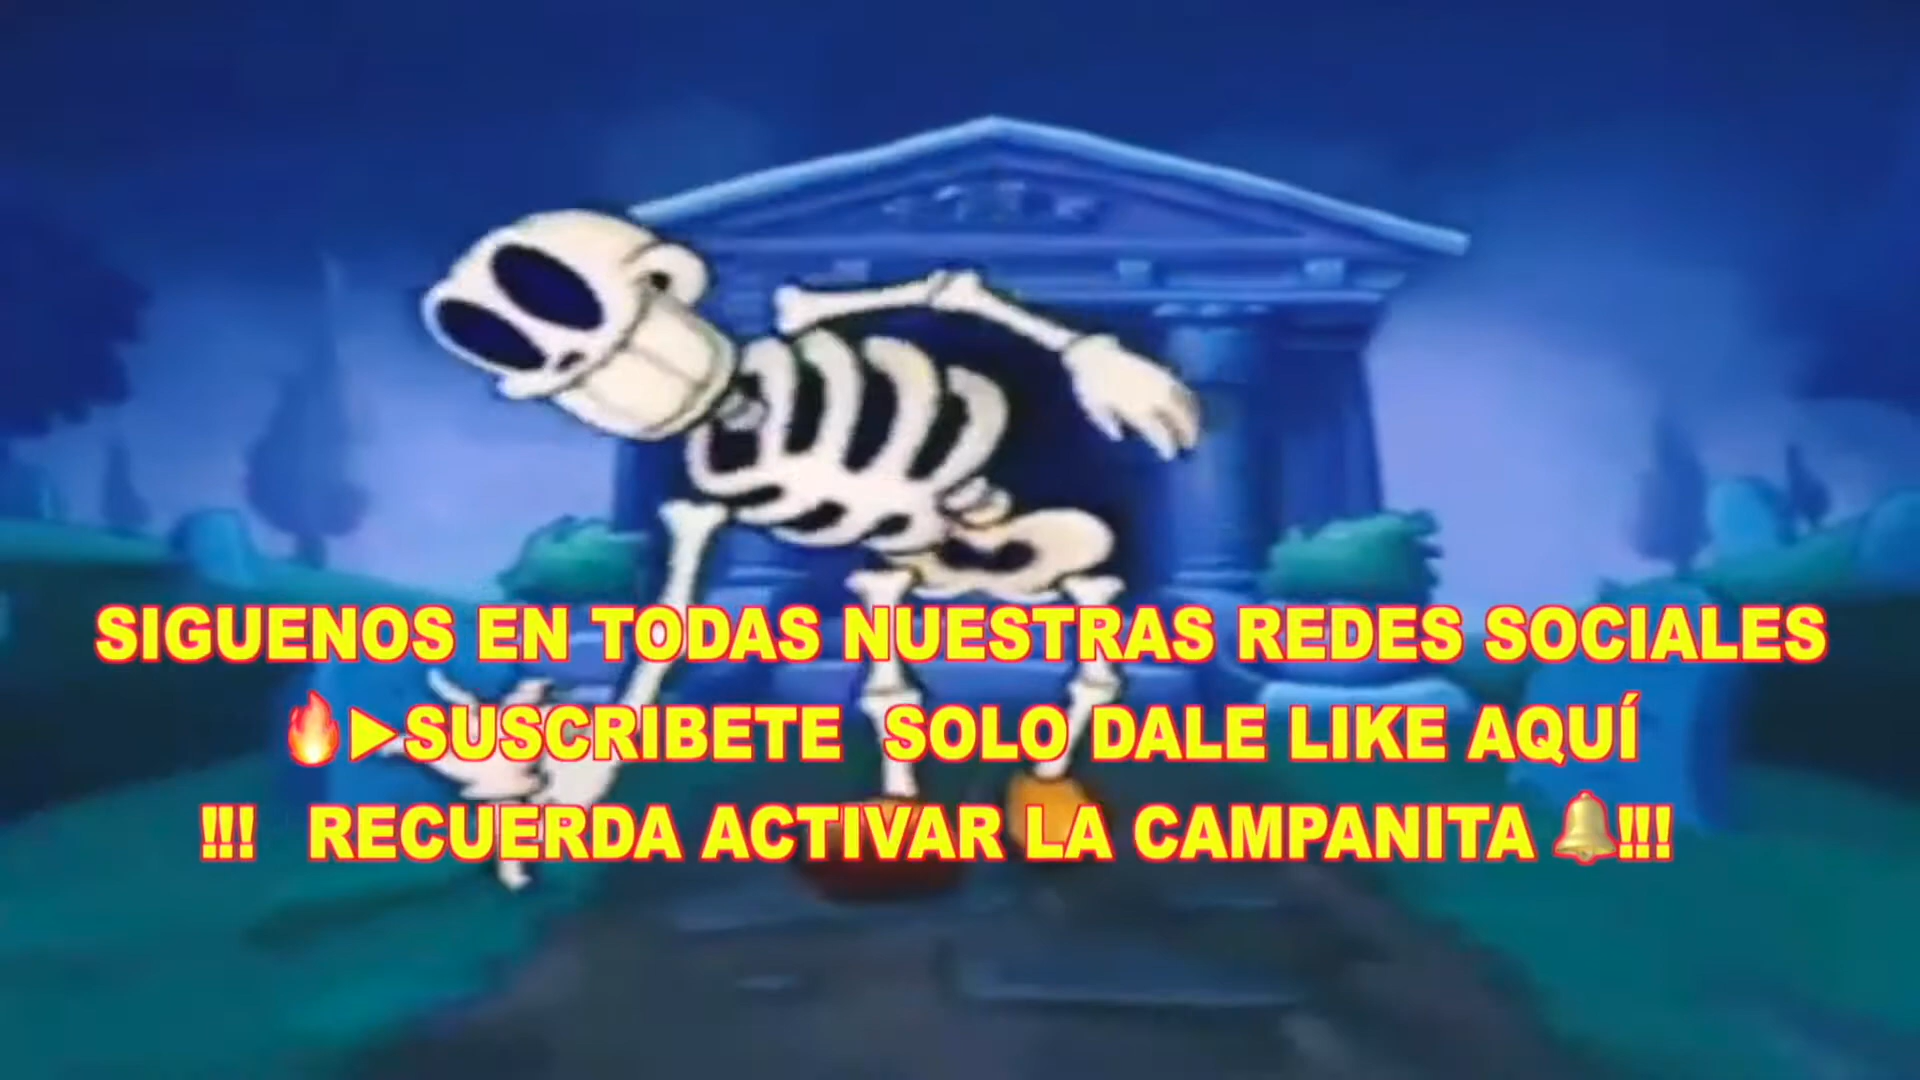 SIGUENOS EN TODAS NUESTRAS REDES SOCIALES
🔥▶SUSCRIBETE  SOLO DALE LIKE AQUÍ
!!!   RECUERDA ACTIVAR LA CAMPANITA 🔔!!!